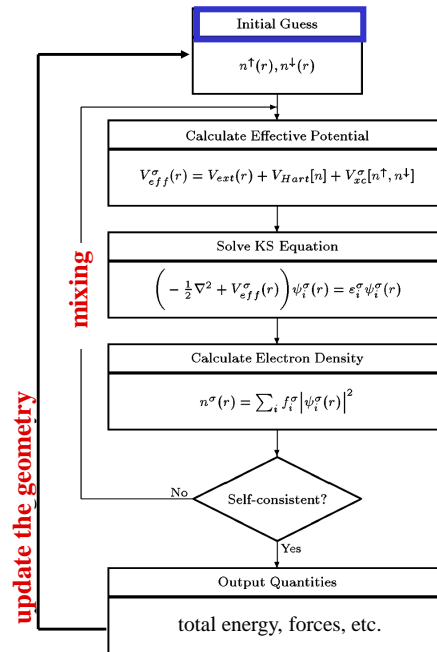 Initial Guess
n↑(r), n↓(r)
Calculate Effective Potential
V^σ_eff(r) = V_ext(r) + V_Hart[n] + V^σ_xc[n↑, n↓]
Solve KS Equation
( − ½∇² + V^σ_eff(r) ) ψ^σ_i(r) = ε^σ_i ψ^σ_i(r)
Calculate Electron Density
n^σ(r) = ∑_i f^σ_i |ψ^σ_i(r)|²
mixing
No
Self-consistent?
Yes
Output Quantities
total energy, forces, etc.
update the geometry